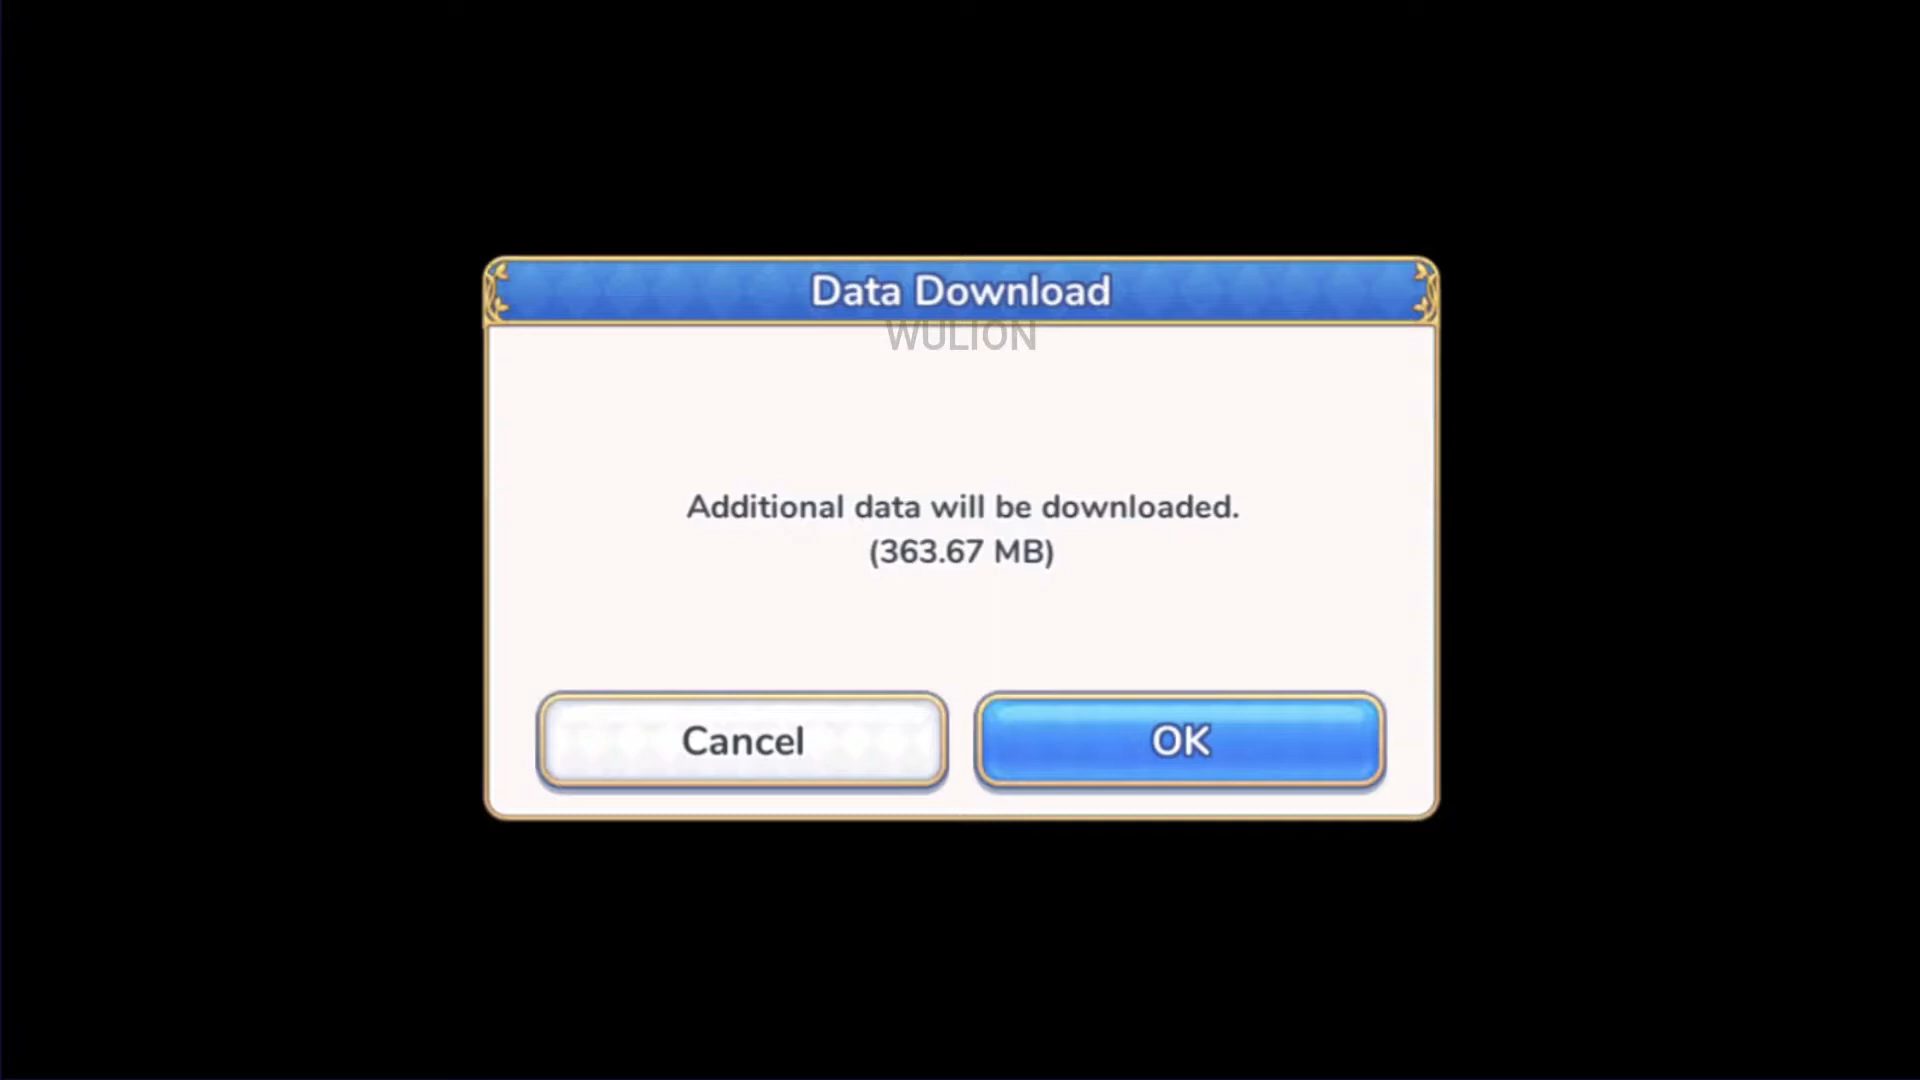 Data Download
WULION
Additional data will be downloaded.
(363.67 MB)
Cancel
OK